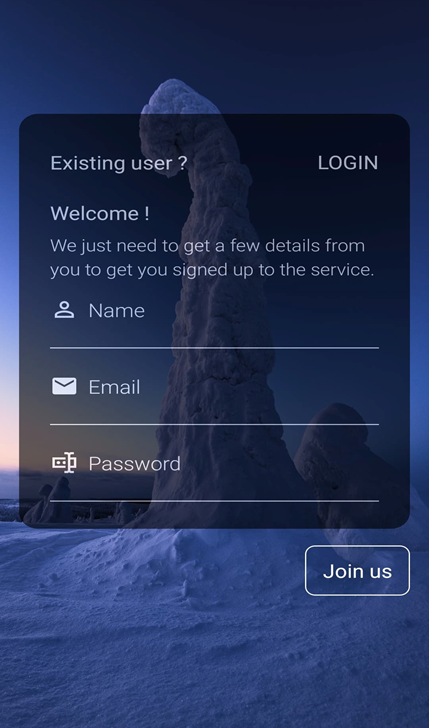 Existing user ? LOGIN
Welcome !
We just need to get a few details from
you to get you signed up to the service.
Name
Email
Password
Join us